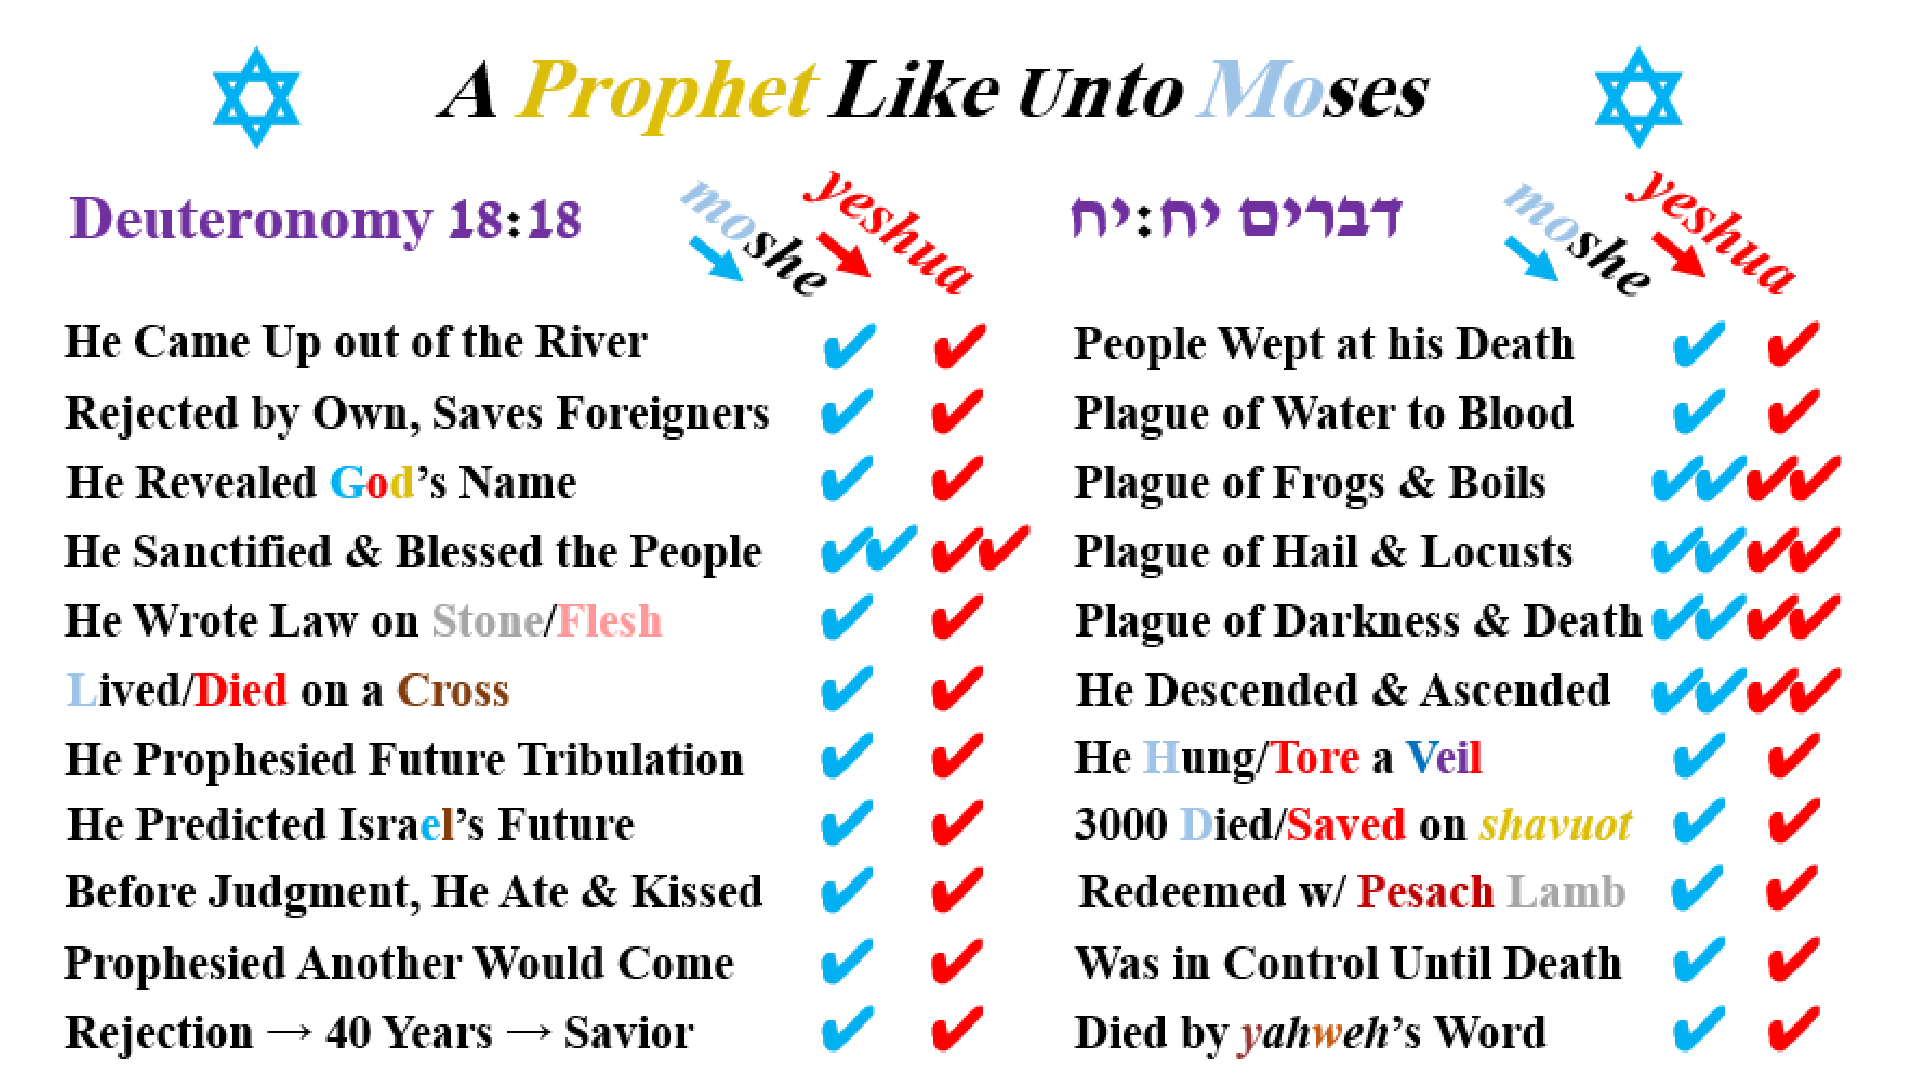 A Prophet Like Unto Moses
Deuteronomy 18:18
moshe
yeshua
He Came Up out of the River
Rejected by Own, Saves Foreigners
He Revealed God’s Name
He Sanctified & Blessed the People
He Wrote Law on Stone/Flesh
Lived/Died on a Cross
He Prophesied Future Tribulation
He Predicted Israel’s Future
Before Judgment, He Ate & Kissed
Prophesied Another Would Come
Rejection → 40 Years → Savior
דברים יח:יח
moshe
yeshua
People Wept at his Death
Plague of Water to Blood
Plague of Frogs & Boils
Plague of Hail & Locusts
Plague of Darkness & Death
He Descended & Ascended
He Hung/Tore a Veil
3000 Died/Saved on shavuot
Redeemed w/ Pesach Lamb
Was in Control Until Death
Died by yahweh’s Word